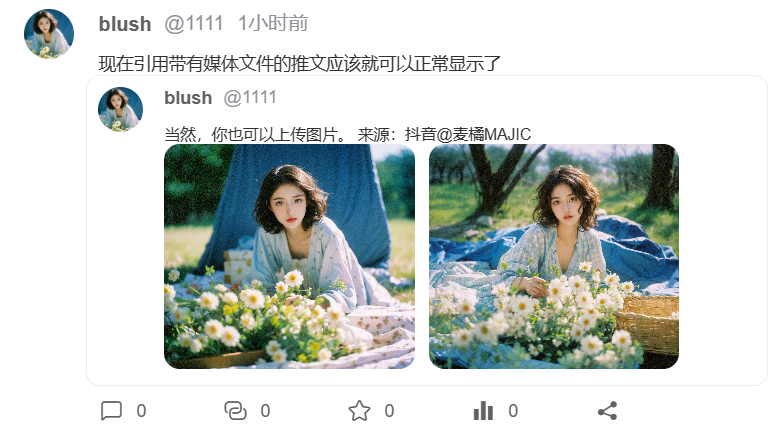 blush @1111 1小时前
现在引用带有媒体文件的推文应该就可以正常显示了
blush @1111
当然，你也可以上传图片。 来源：抖音@麦橘MAJIC
0 0 0 0